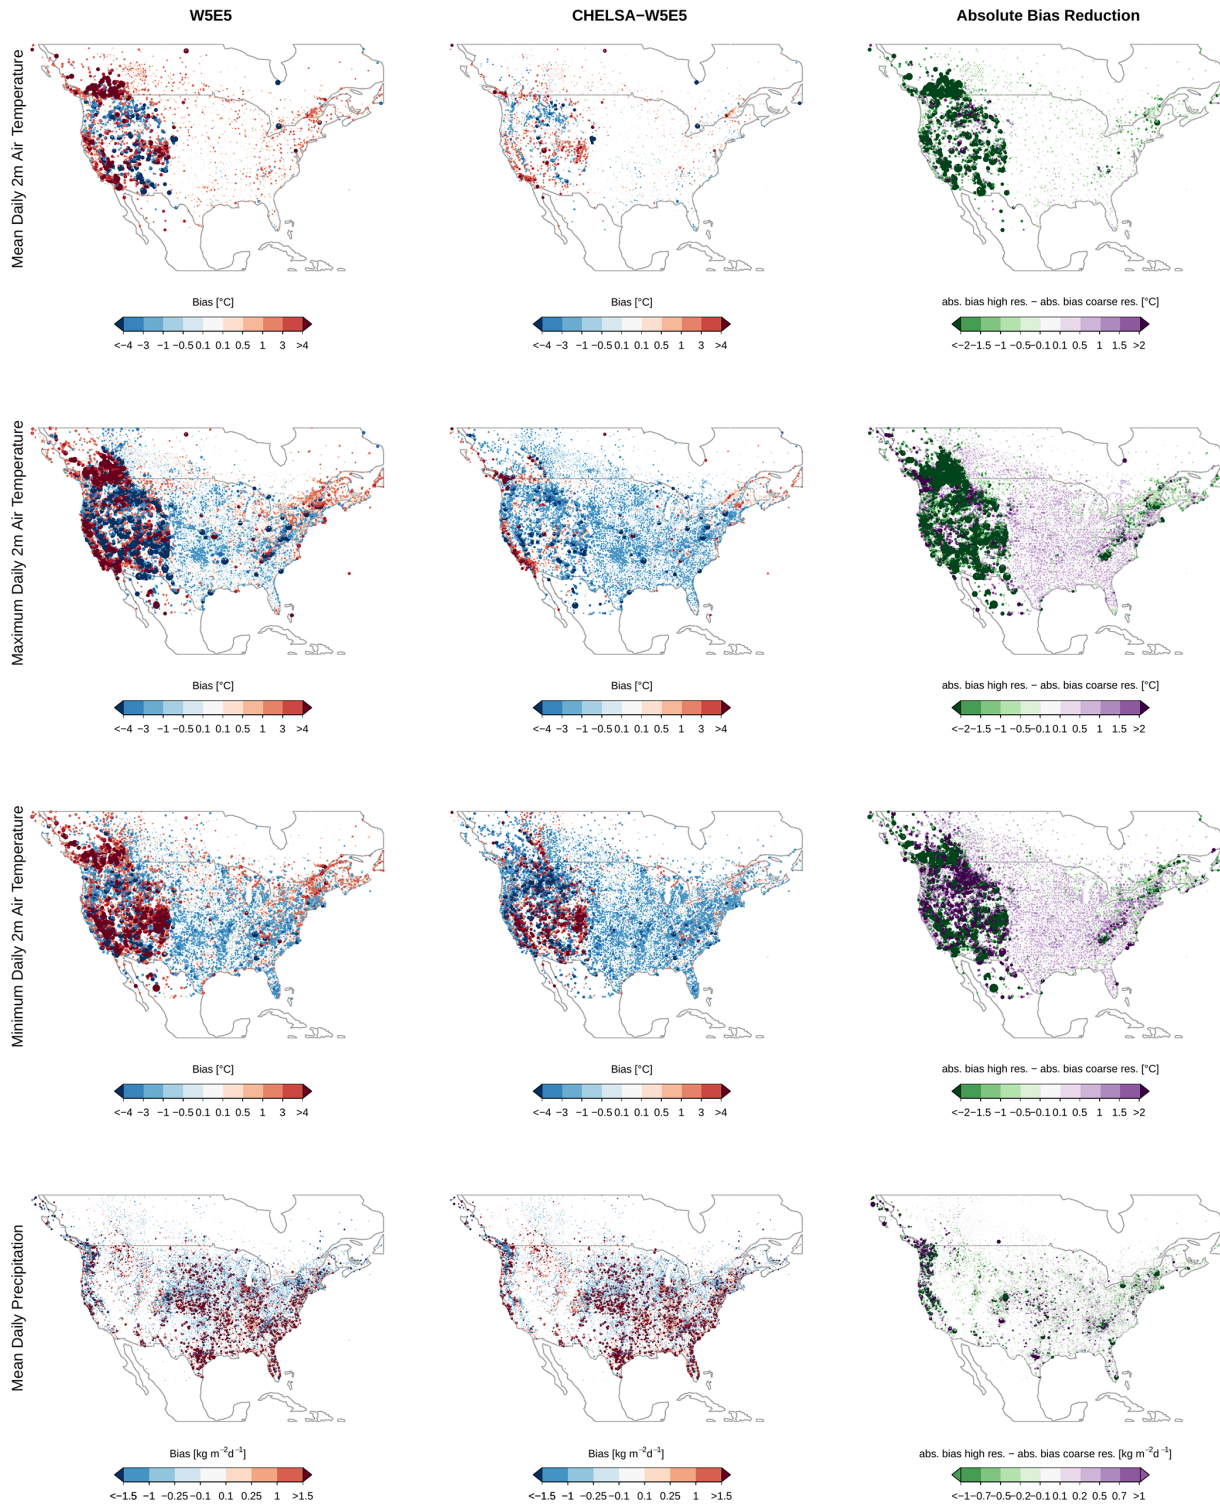 W5E5
CHELSA−W5E5
Absolute Bias Reduction
Mean Daily 2m Air Temperature
Bias [°C]
<−4 −3 −1 −0.5 0.1 0.1 0.5 1 3 >4
Bias [°C]
<−4 −3 −1 −0.5 0.1 0.1 0.5 1 3 >4
abs. bias high res. − abs. bias coarse res. [°C]
<−2−1.5 −1 −0.5−0.1 0.1 0.5 1 1.5 >2
Maximum Daily 2m Air Temperature
Bias [°C]
<−4 −3 −1 −0.5 0.1 0.1 0.5 1 3 >4
Bias [°C]
<−4 −3 −1 −0.5 0.1 0.1 0.5 1 3 >4
abs. bias high res. − abs. bias coarse res. [°C]
<−2−1.5 −1 −0.5−0.1 0.1 0.5 1 1.5 >2
Minimum Daily 2m Air Temperature
Bias [°C]
<−4 −3 −1 −0.5 0.1 0.1 0.5 1 3 >4
Bias [°C]
<−4 −3 −1 −0.5 0.1 0.1 0.5 1 3 >4
abs. bias high res. − abs. bias coarse res. [°C]
<−2−1.5 −1 −0.5−0.1 0.1 0.5 1 1.5 >2
Mean Daily Precipitation
Bias [kg m⁻²d⁻¹]
<−1.5 −1 −0.25−0.1 0.1 0.25 1 >1.5
Bias [kg m⁻²d⁻¹]
<−1.5 −1 −0.25−0.1 0.1 0.25 1 >1.5
abs. bias high res. − abs. bias coarse res. [kg m⁻²d⁻¹]
<−1−0.7−0.5−0.2−0.1 0.1 0.2 0.5 0.7 >1